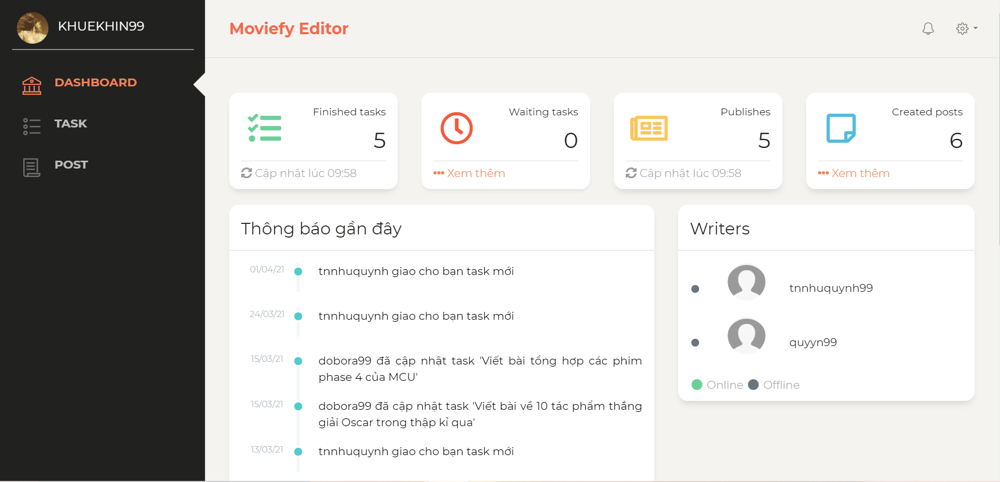 KHUEKHIN99
DASHBOARD
TASK
POST
Moviefy Editor
Finished tasks
5
Cập nhật lúc 09:58
Waiting tasks
0
Xem thêm
Publishes
5
Cập nhật lúc 09:58
Created posts
6
Xem thêm
Thông báo gần đây
01/04/21 tnnhuquynh giao cho bạn task mới
24/03/21 tnnhuquynh giao cho bạn task mới
15/03/21 dobora99 đã cập nhật task 'Viết bài tổng hợp các phim
phase 4 của MCU'
15/03/21 dobora99 đã cập nhật task 'Viết bài về 10 tác phẩm thắng
giải Oscar trong thập kỉ qua'
13/03/21 tnnhuquynh giao cho bạn task mới
Writers
tnnhuquynh99
quyyn99
Online Offline